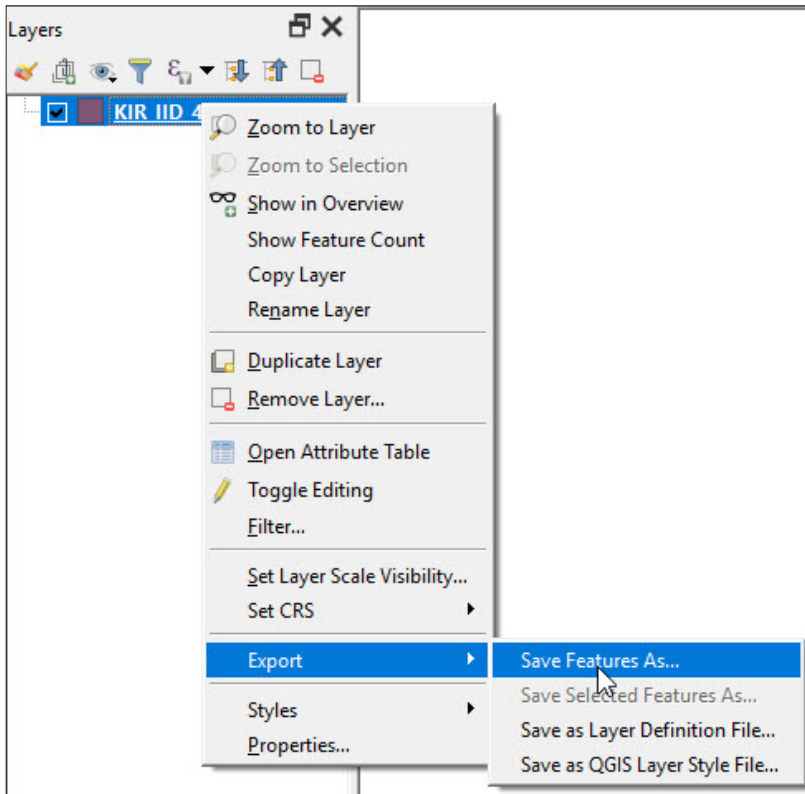 Layers
KIR IID 4
Zoom to Layer
Zoom to Selection
Show in Overview
Show Feature Count
Copy Layer
Rename Layer
Duplicate Layer
Remove Layer...
Open Attribute Table
Toggle Editing
Filter...
Set Layer Scale Visibility...
Set CRS
Export
Save Features As...
Save Selected Features As...
Styles
Save as Layer Definition File...
Properties...
Save as QGIS Layer Style File...